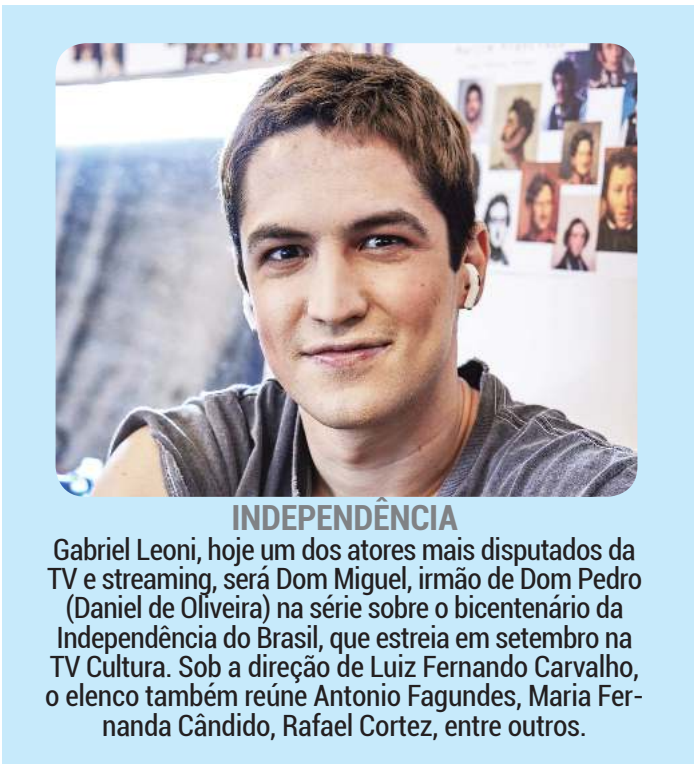 INDEPENDÊNCIA
Gabriel Leoni, hoje um dos atores mais disputados da
TV e streaming, será Dom Miguel, irmão de Dom Pedro
(Daniel de Oliveira) na série sobre o bicentenário da
Independência do Brasil, que estreia em setembro na
TV Cultura. Sob a direção de Luiz Fernando Carvalho,
o elenco também reúne Antonio Fagundes, Maria Fer-
nanda Cândido, Rafael Cortez, entre outros.